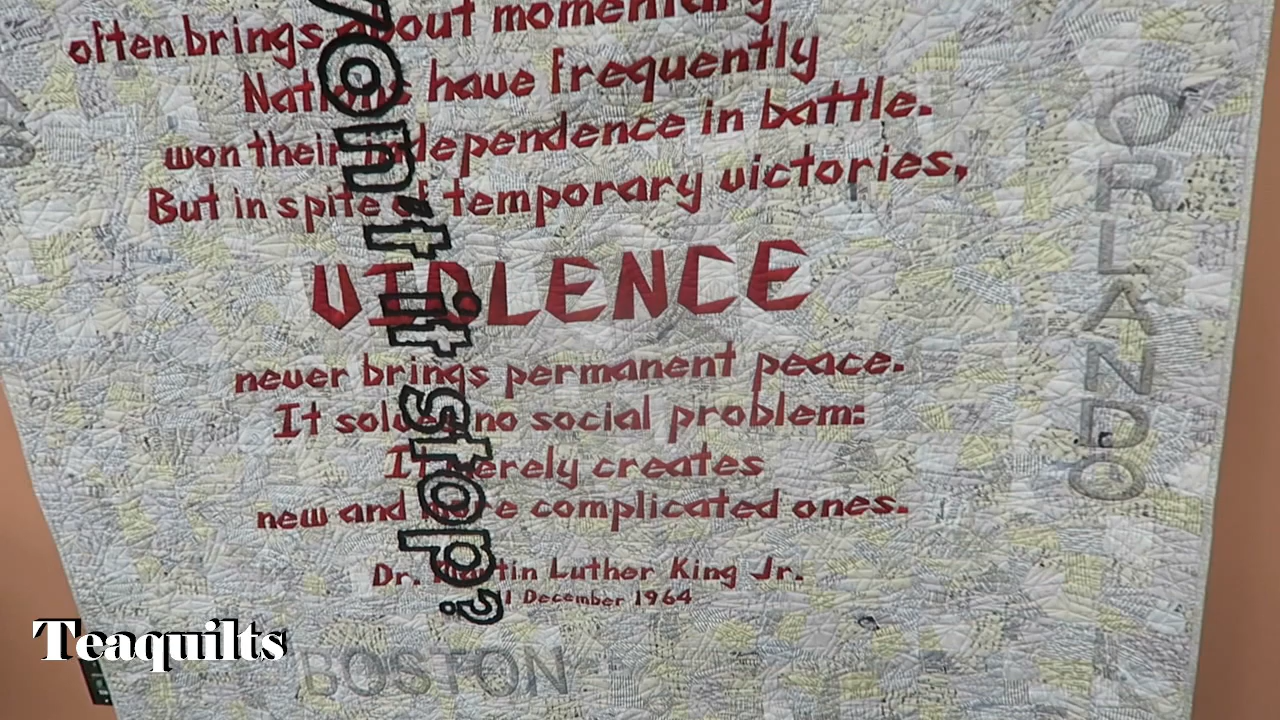 often brings about momentary
Nations have frequently
won their independence in battle.
But in spite of temporary victories,
VIOLENCE
never brings permanent peace.
It solves no social problem:
It merely creates
new and more complicated ones.
Dr. Martin Luther King Jr.
11 December 1964
on't it stop?
ORLANDO
BOSTON
Teaquilts